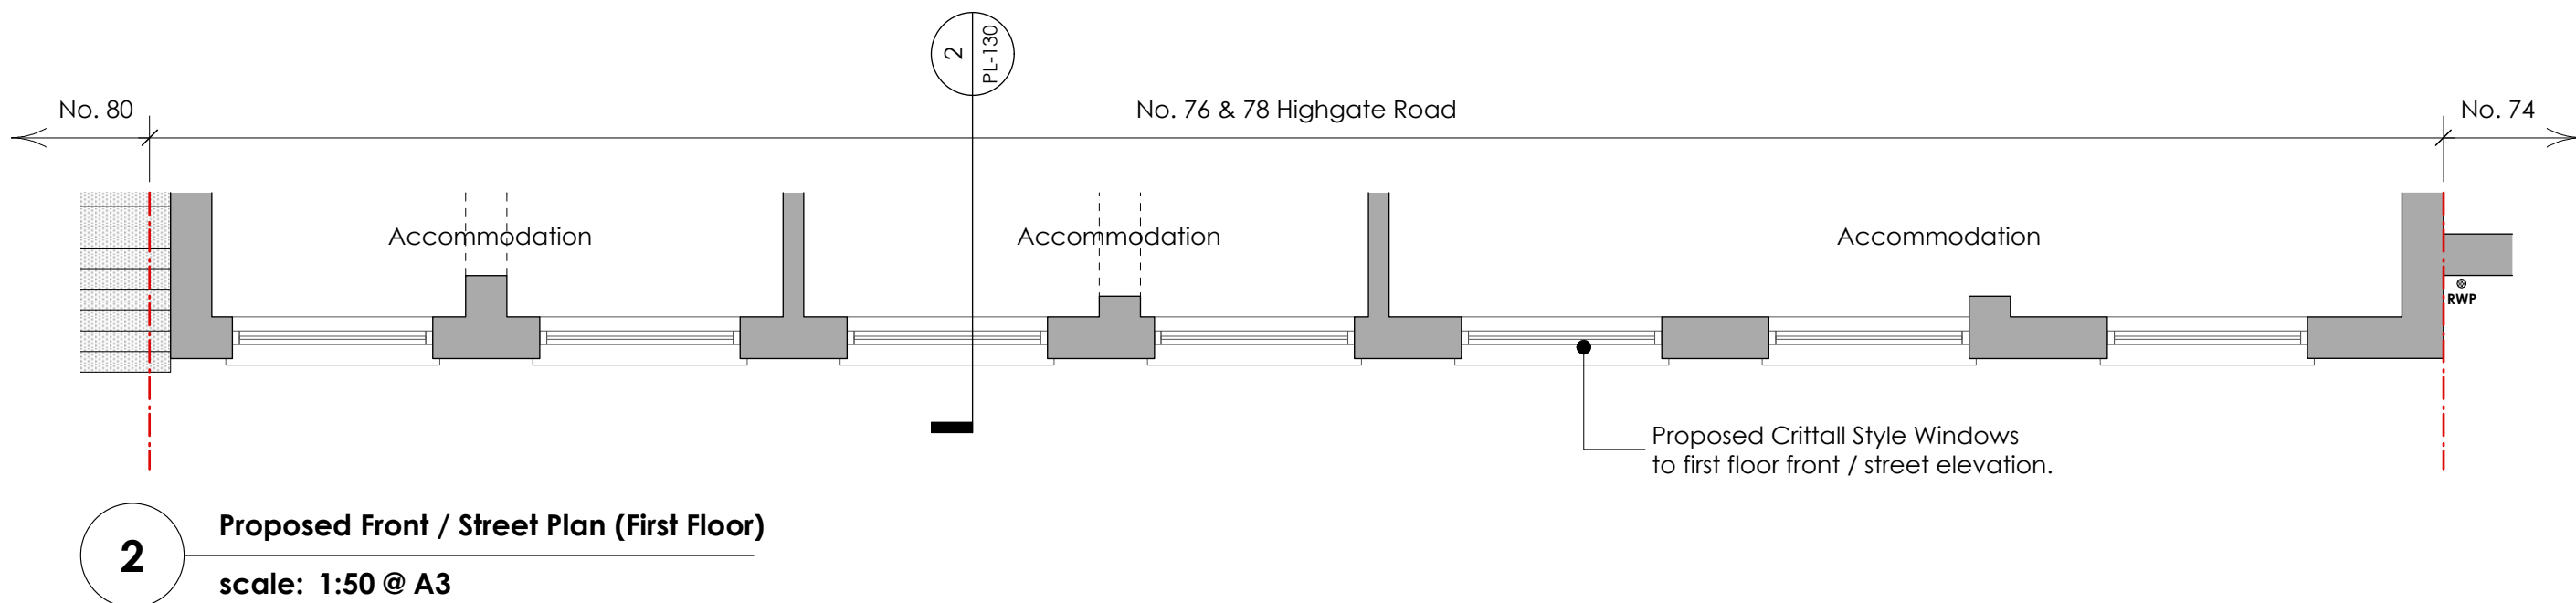 2
PL-130
No. 80
No. 76 & 78 Highgate Road
No. 74
Accommodation
Accommodation
Accommodation
RWP
Proposed Crittall Style Windows
to first floor front / street elevation.
2
Proposed Front / Street Plan (First Floor)
scale: 1:50 @ A3